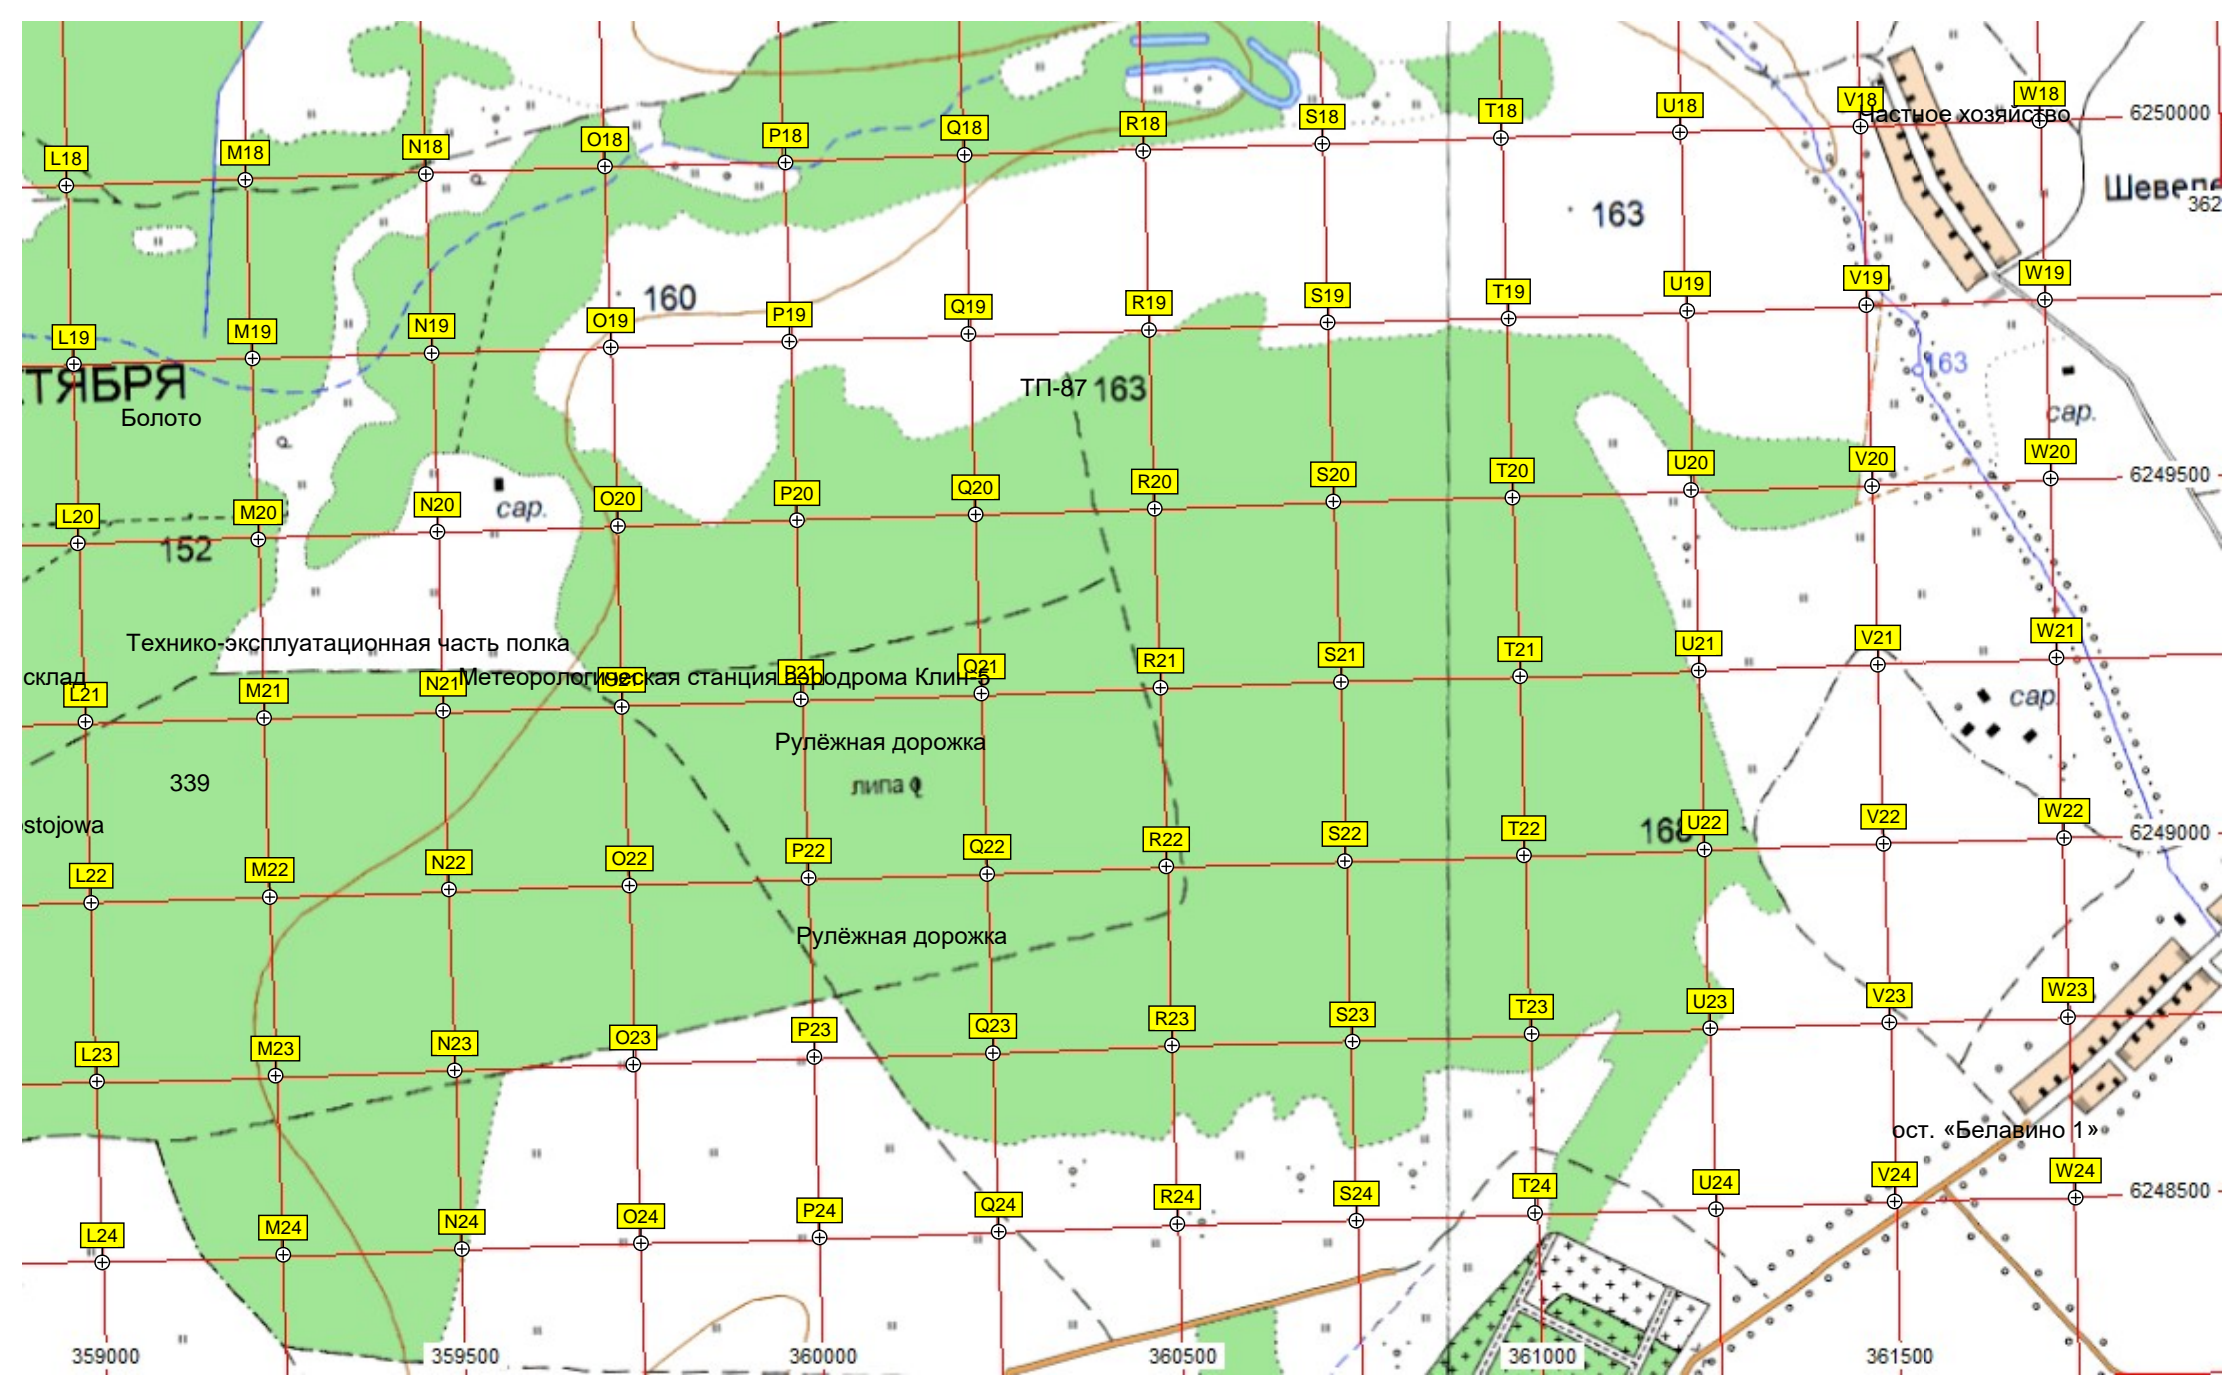 L18 M18 N18 O18 P18 Q18 R18 S18 T18 U18 V18 W18
Частное хозяйство
6250000
163
Шевеле
362
160
L19 M19 N19 O19 P19 Q19 R19 S19 T19 U19 V19 W19
ТЯБРЯ
Болото
ТП-87 163
163
сар.
L20 M20 N20 O20 P20 Q20 R20 S20 T20 U20 V20 W20
6249500
сар.
152
Технико-эксплуатационная часть полка
склад
Метеорологическая станция аэродрома Клин-5
L21 M21 N21 O21 P21 Q21 R21 S21 T21 U21 V21 W21
сар.
Рулёжная дорожка
339
липа
stojowa
168
L22 M22 N22 O22 P22 Q22 R22 S22 T22 U22 V22 W22
6249000
Рулёжная дорожка
L23 M23 N23 O23 P23 Q23 R23 S23 T23 U23 V23 W23
ост. «Белавино 1»
L24 M24 N24 O24 P24 Q24 R24 S24 T24 U24 V24 W24
6248500
359000 359500 360000 360500 361000 361500